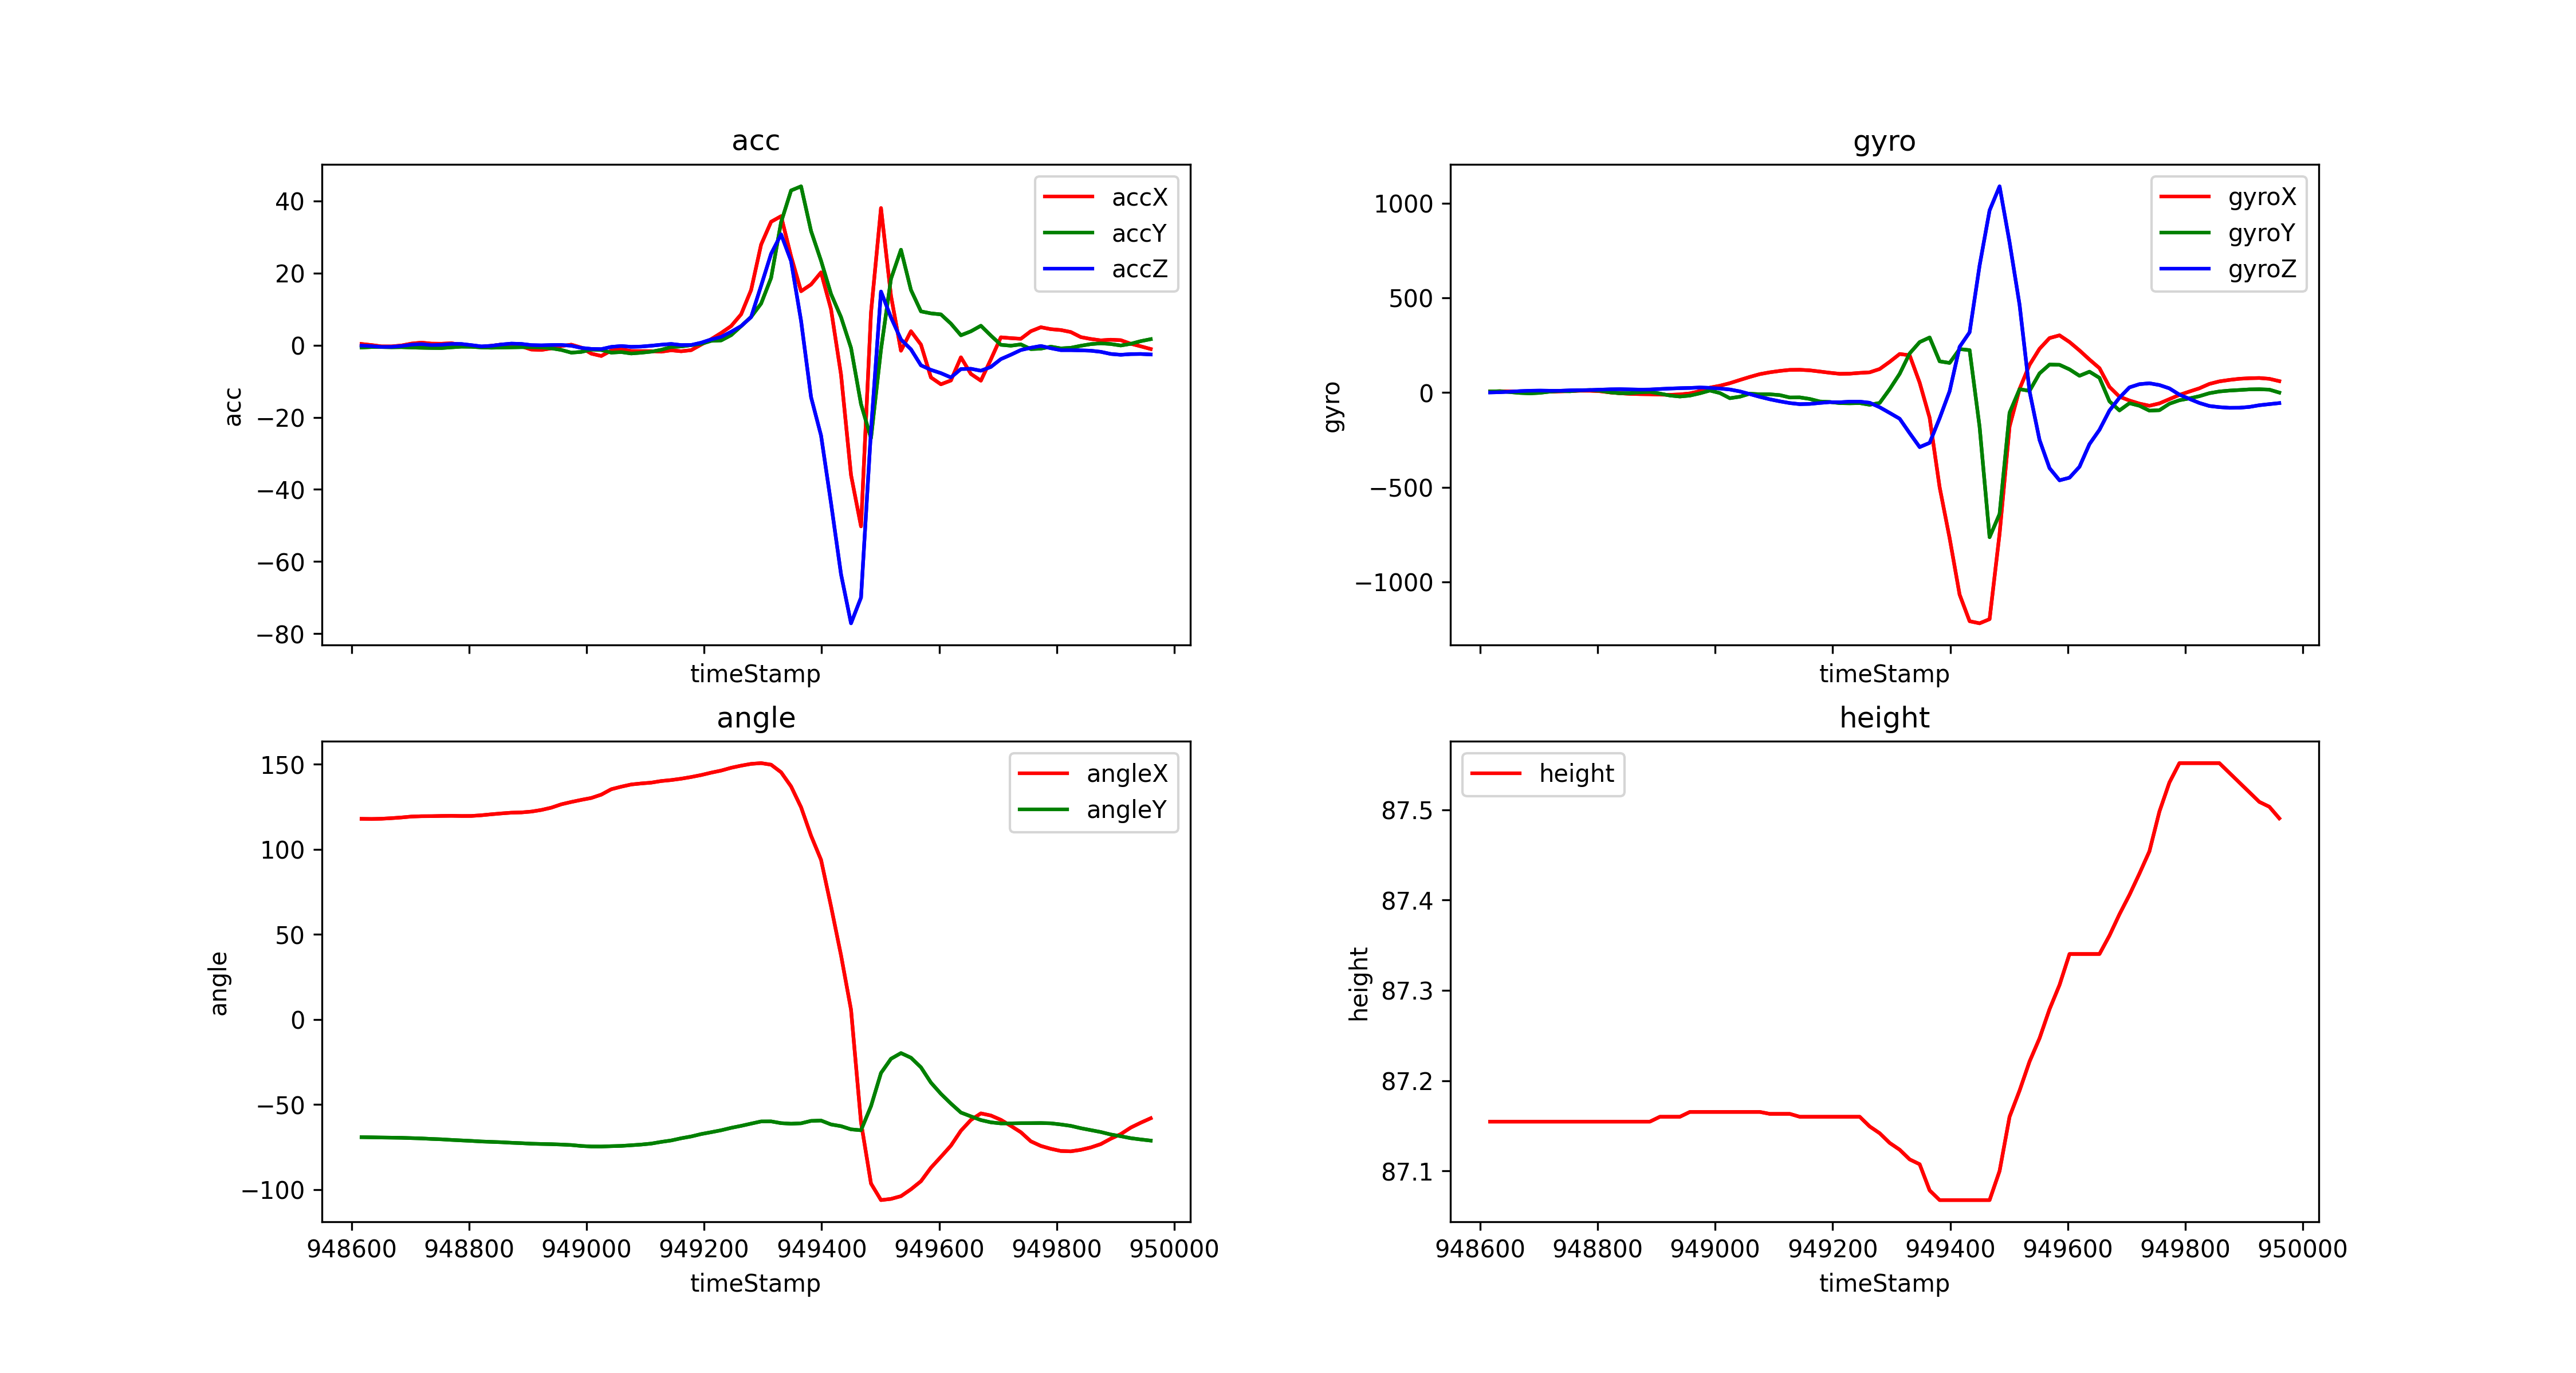 acc
40
20
0
−20
−40
−60
−80
acc
accX
accY
accZ
timeStamp
gyro
1000
500
0
−500
−1000
gyro
gyroX
gyroY
gyroZ
timeStamp
angle
150
100
50
0
−50
−100
angle
angleX
angleY
948600 948800 949000 949200 949400 949600 949800 950000
timeStamp
height
87.5
87.4
87.3
87.2
87.1
height
height
948600 948800 949000 949200 949400 949600 949800 950000
timeStamp